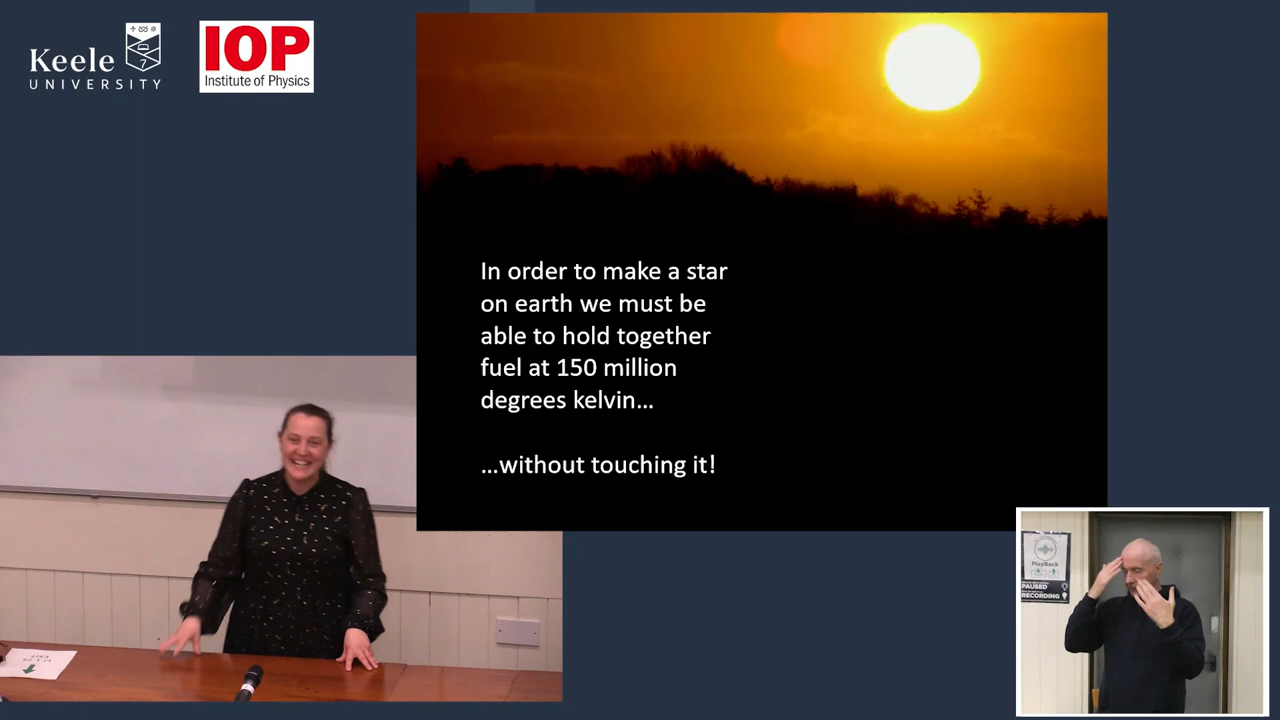 Keele
UNIVERSITY
IOP
Institute of Physics
In order to make a star
on earth we must be
able to hold together
fuel at 150 million
degrees kelvin…
…without touching it!
PlayBack
PAUSED
RECORDING